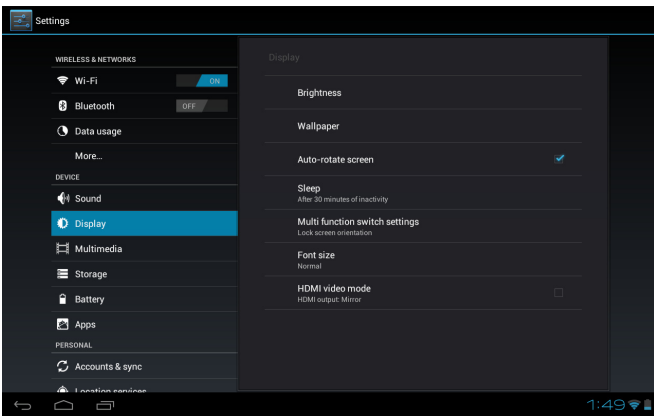 Settings
WIRELESS & NETWORKS
Wi-Fi ON
Bluetooth OFF
Data usage
More...
DEVICE
Sound
Display
Multimedia
Storage
Battery
Apps
PERSONAL
Accounts & sync
Location services
Display
Brightness
Wallpaper
Auto-rotate screen
Sleep
After 30 minutes of inactivity
Multi function switch settings
Lock screen orientation
Font size
Normal
HDMI video mode
HDMI output: Mirror
1:49